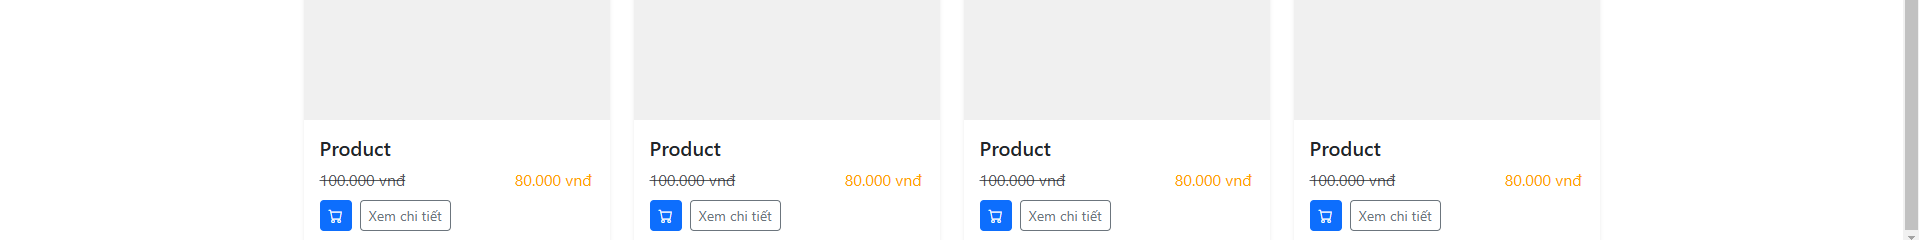 Product Product Product Product
100.000 vnđ 80.000 vnđ 100.000 vnđ 80.000 vnđ 100.000 vnđ 80.000 vnđ 100.000 vnđ 80.000 vnđ
Xem chi tiết Xem chi tiết Xem chi tiết Xem chi tiết